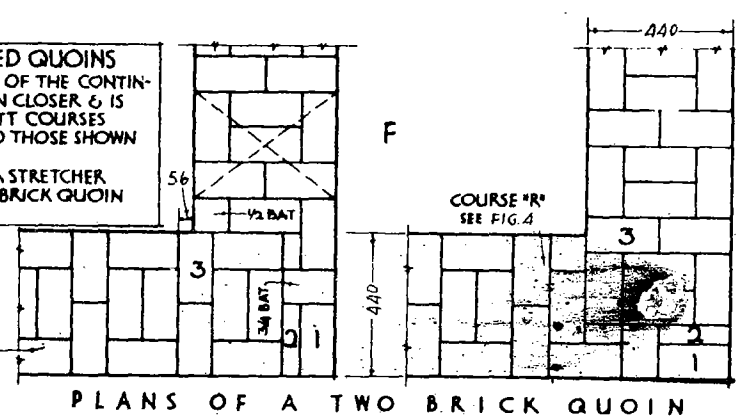 ED QUOINS
OF THE CONTIN-
N CLOSER & IS
TT COURSES
O THOSE SHOWN
A STRETCHER
BRICK QUOIN
440
F
56
½ BAT
COURSE "R"
SEE FIG.4
3
3
¾ BAT
440
2 1
2
1
PLANS OF A TWO BRICK QUOIN